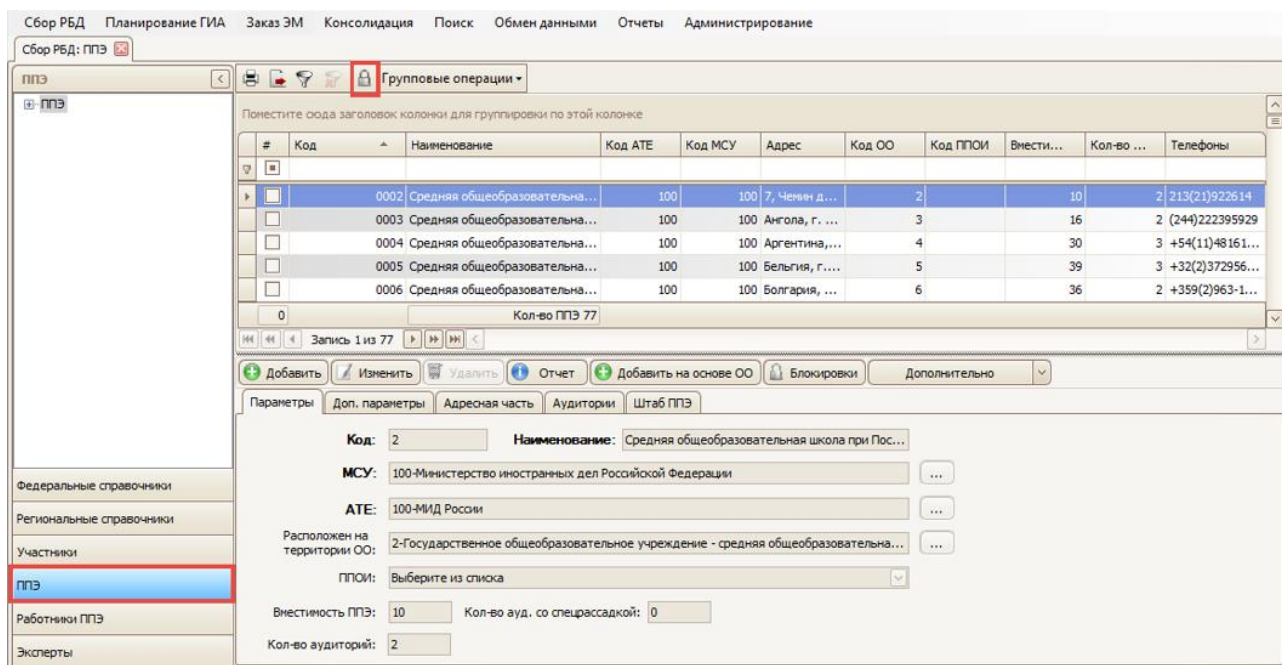 Сбор РБД Планирование ГИА Заказ ЭМ Консолидация Поиск Обмен данными Отчеты Администрирование
Сбор РБД: ППЭ
ППЭ
Групповые операции
ППЭ
Поместите сюда заголовок колонки для группировки по этой колонке
# Код Наименование Код АТЕ Код МСУ Адрес Код ОО Код ППОИ Вмести... Кол-во ... Телефоны
0002 Средняя общеобразовательна... 100 100 7, Чемин д... 2 10 2 213(21)922614
0003 Средняя общеобразовательна... 100 100 Ангола, г. ... 3 16 2 (244)222395929
0004 Средняя общеобразовательна... 100 100 Аргентина,... 4 30 3 +54(11)48161...
0005 Средняя общеобразовательна... 100 100 Бельгия, г.... 5 39 3 +32(2)372956...
0006 Средняя общеобразовательна... 100 100 Болгария, ... 6 36 2 +359(2)963-1...
0 Кол-во ППЭ 77
Запись 1 из 77
Добавить Изменить Удалить Отчет Добавить на основе ОО Блокировки Дополнительно
Параметры Доп. параметры Адресная часть Аудитории Штаб ППЭ
Код: 2 Наименование: Средняя общеобразовательная школа при Пос...
МСУ: 100-Министерство иностранных дел Российской Федерации ...
АТЕ: 100-МИД России ...
Расположен на территории ОО: 2-Государственное общеобразовательное учреждение - средняя общеобразовательна... ...
ППОИ: Выберите из списка
Вместимость ППЭ: 10 Кол-во ауд. со спецрассадкой: 0
Кол-во аудиторий: 2
Федеральные справочники
Региональные справочники
Участники
ППЭ
Работники ППЭ
Эксперты